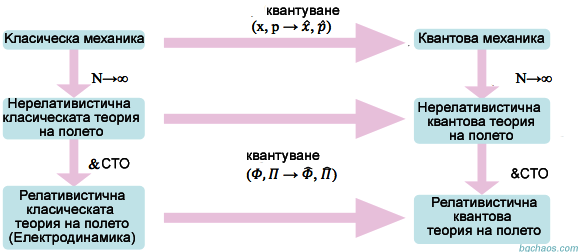 квантуване
(x, p → x̂, p̂)
Класическа механика
Квантова механика
N→∞
N→∞
Нерелативистична
класическата теория
на полето
Нерелативистична
квантова теория
на полето
&СТО
квантуване
(Φ, Π → Φ̂, Π̂)
&СТО
Релативистична
класическата
теория на полето
(Електродинамика)
Релативистична
квантова
теория на полето
bgchaos.com